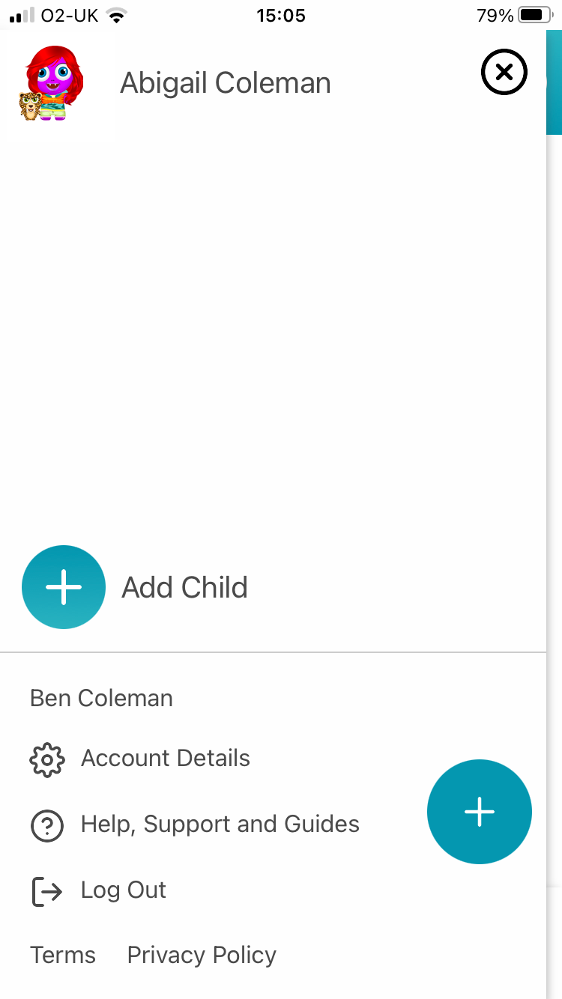 O2-UK 15:05 79%
Abigail Coleman
Add Child
Ben Coleman
Account Details
Help, Support and Guides
Log Out
Terms Privacy Policy